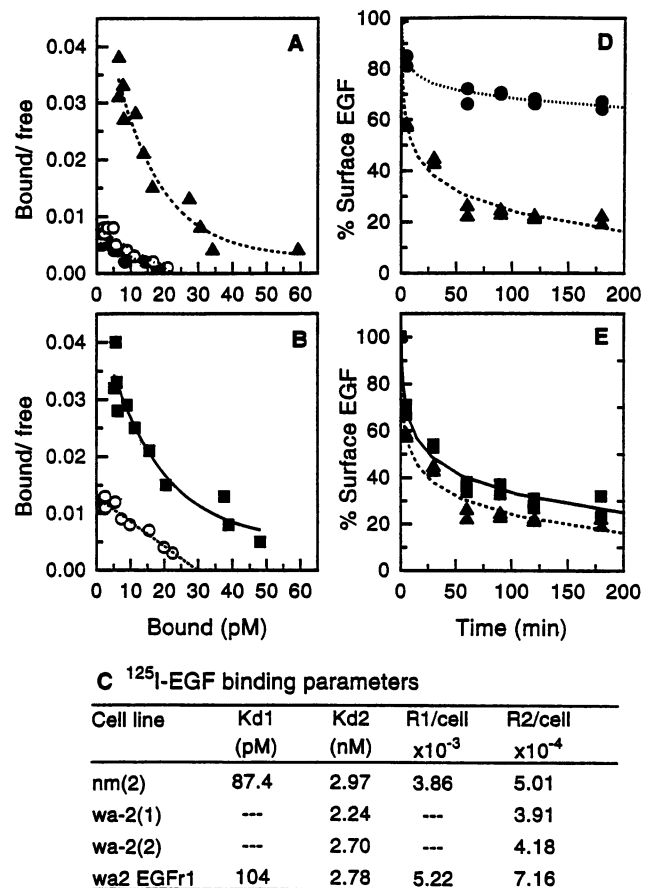 A
Bound/ free
0.04
0.03
0.02
0.01
0.00
0 10 20 30 40 50 60
D
% Surface EGF
100
80
60
40
20
0
0 50 100 150 200
B
Bound/ free
0.04
0.03
0.02
0.01
0.00
0 10 20 30 40 50 60
Bound (pM)
E
% Surface EGF
100
80
60
40
20
0
0 50 100 150 200
Time (min)
C ¹²⁵I-EGF binding parameters
Cell line Kd1 Kd2 R1/cell R2/cell
(pM) (nM) x10⁻³ x10⁻⁴
nm(2) 87.4 2.97 3.86 5.01
wa-2(1) --- 2.24 --- 3.91
wa-2(2) --- 2.70 --- 4.18
wa2 EGFr1 104 2.78 5.22 7.16